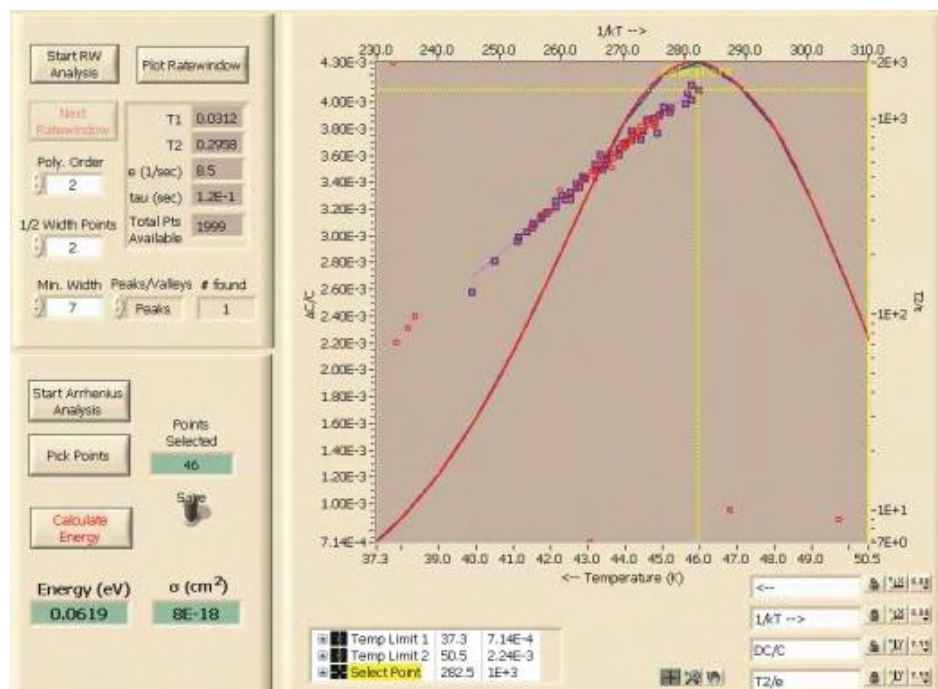 Start RW
Analysis
Plot Ratewindow
Next
Ratewindow
T1 0.0312
T2 0.2958
Poly. Order
2
e (1/sec) 8.5
tau (sec) 1.2E-1
1/2 Width Points
2
Total Pts
Available
1999
Min. Width Peaks/Valleys # found
7 Peaks 1
Start Arrhenius
Analysis
Points
Selected
46
Pick Points
Save
Calculate
Energy
Energy (eV) σ (cm²)
0.0619 8E-18
1/kT -->
230.0 240.0 250.0 260.0 270.0 280.0 290.0 300.0 310.0
4.30E-3
4.00E-3
3.80E-3
3.60E-3
3.40E-3
3.20E-3
3.00E-3
2.80E-3
2.60E-3
2.40E-3
2.20E-3
2.00E-3
1.80E-3
1.60E-3
1.40E-3
1.20E-3
1.00E-3
7.14E-4
ΔC/C
2E+3
1E+3
1E+2
1E+1
7E+0
T2/e
37.3 39.0 40.0 41.0 42.0 43.0 44.0 45.0 46.0 47.0 48.0 49.0 50.5
<-- Temperature (K)
Temp Limit 1 37.3 7.14E-4
Temp Limit 2 50.5 2.24E-3
Select Point 282.5 1E+3
<--
1/kT -->
DC/C
T2/e